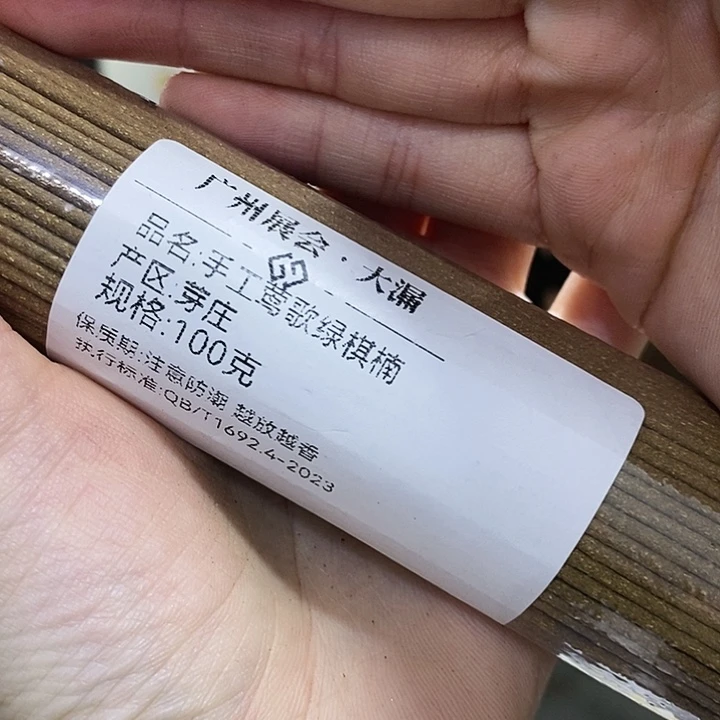 广州展会·大漏
品名:手工莺歌绿棋楠
产区:芽庄
规格:100克
保质期:注意防潮 越放越香
执行标准:QB/T1692.4-2023